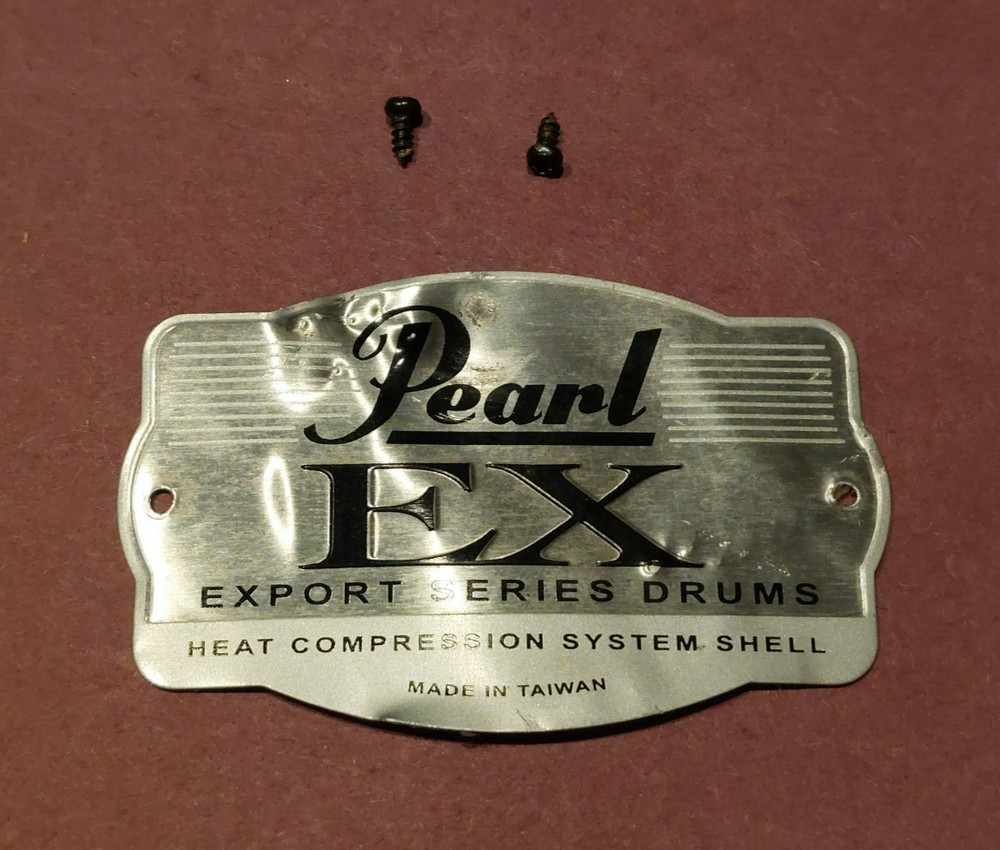 Pearl
EX
EXPORT SERIES DRUMS
HEAT COMPRESSION SYSTEM SHELL
MADE IN TAIWAN